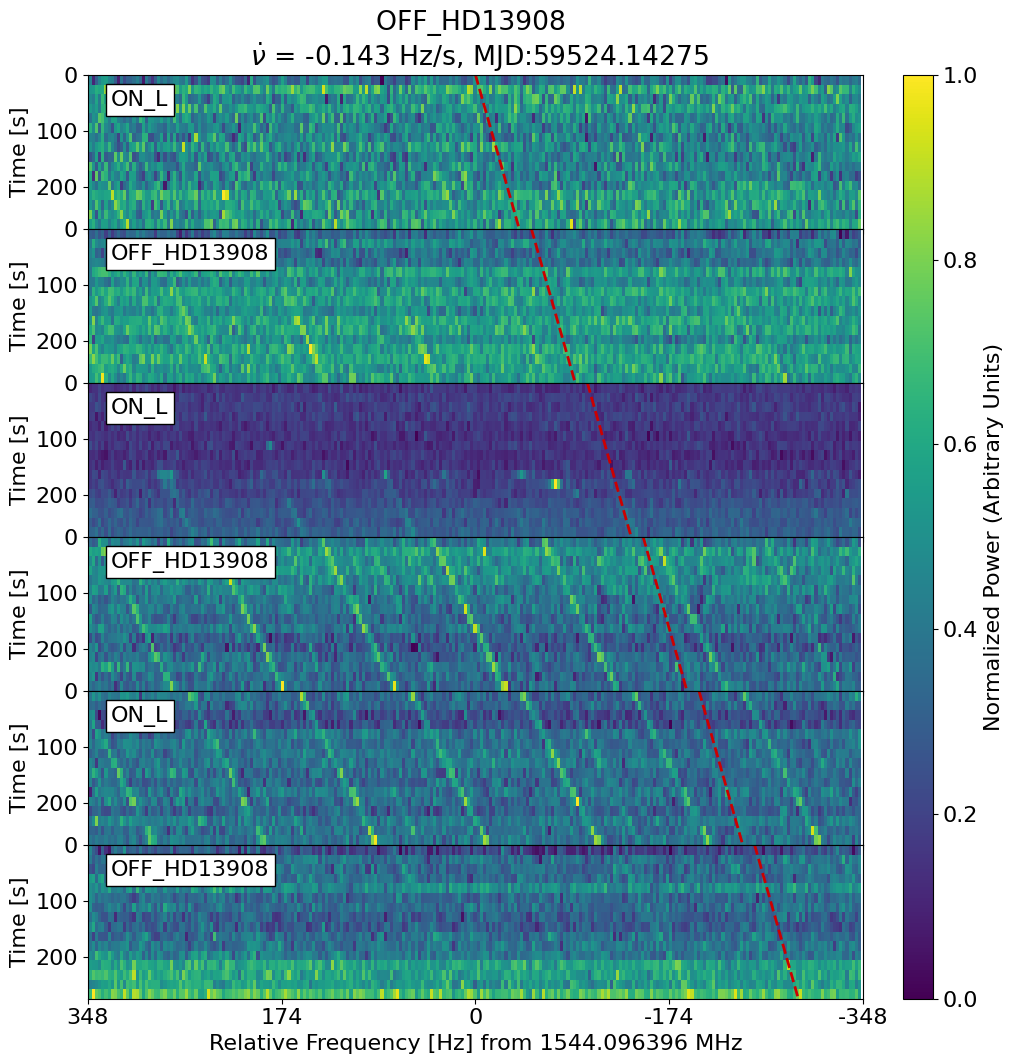 OFF_HD13908
ν̇ = -0.143 Hz/s, MJD:59524.14275
0
100
200
Time [s]
ON_L
0
100
200
Time [s]
OFF_HD13908
0
100
200
Time [s]
ON_L
0
100
200
Time [s]
OFF_HD13908
0
100
200
Time [s]
ON_L
0
100
200
Time [s]
OFF_HD13908
348
174
0
-174
-348
Relative Frequency [Hz] from 1544.096396 MHz
1.0
0.8
0.6
0.4
0.2
0.0
Normalized Power (Arbitrary Units)